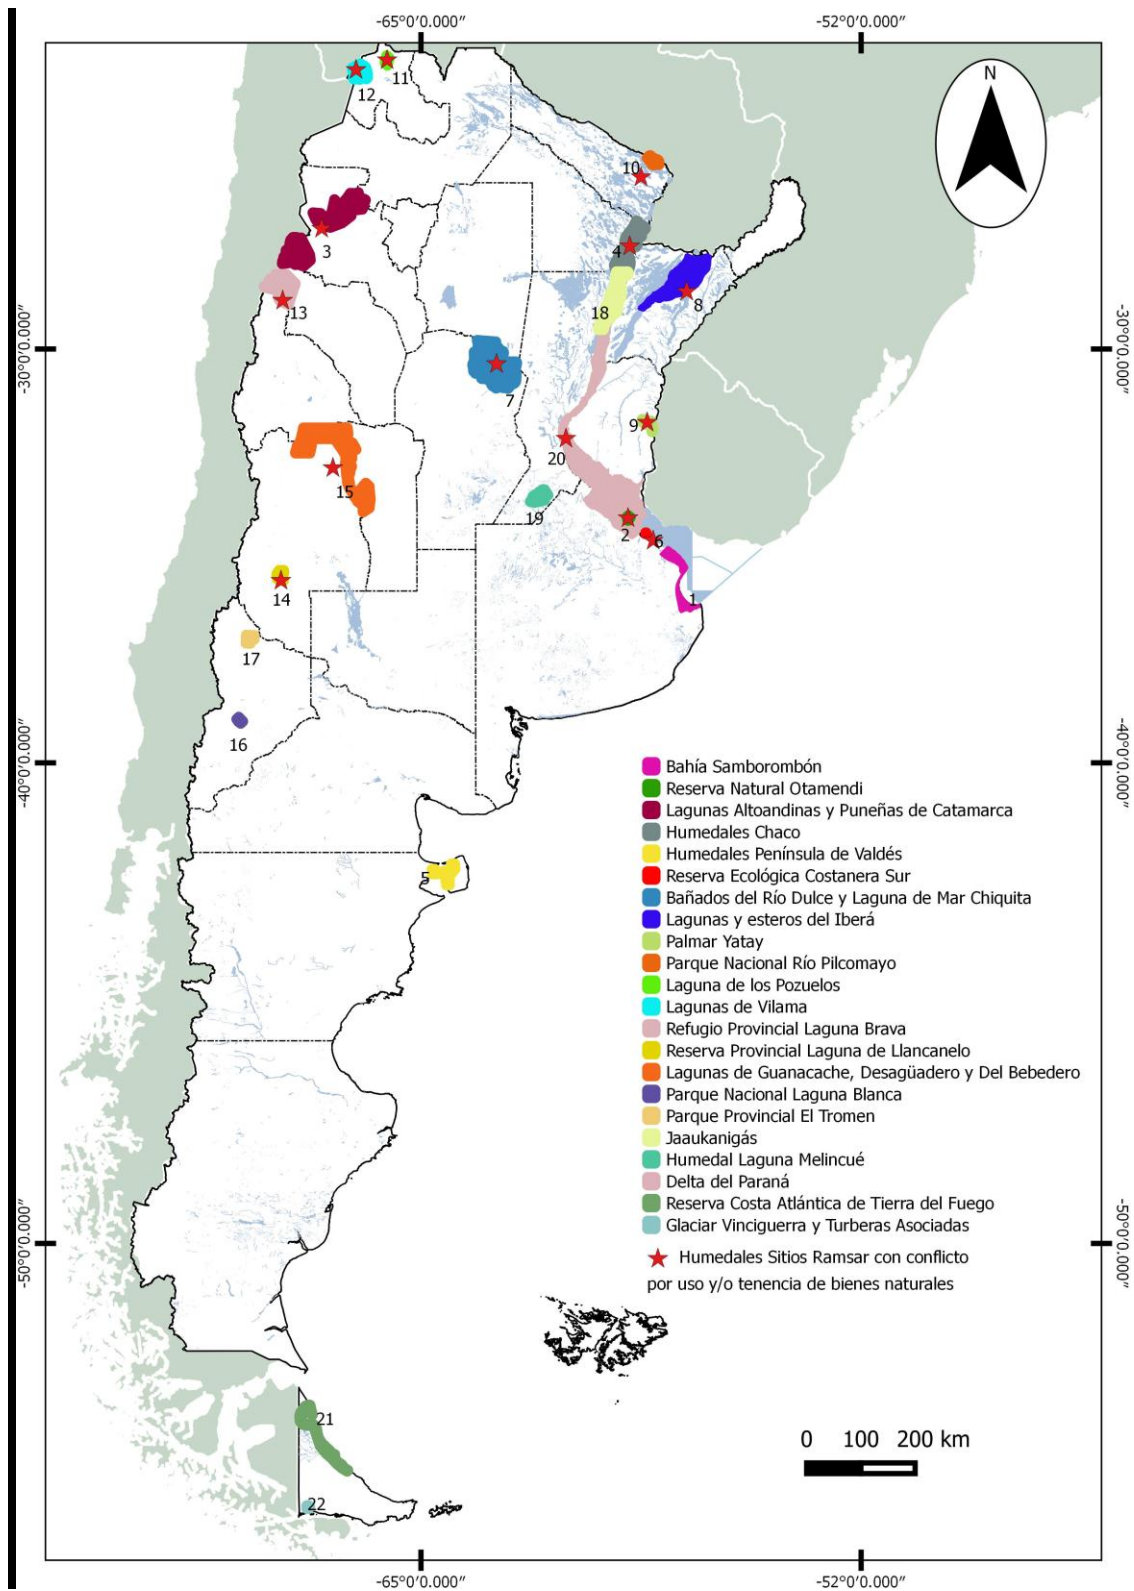 -65°0'0.000″
-52°0'0.000″
N
11
12
10
3
4
8
13
18
-30°0'0.000″
-30°0'0.000″
7
9
20
15
19
2
6
14
1
17
16
-40°0'0.000″
-40°0'0.000″
Bahía Samborombón
Reserva Natural Otamendi
Lagunas Altoandinas y Puneñas de Catamarca
Humedales Chaco
Humedales Península de Valdés
5
Reserva Ecológica Costanera Sur
Bañados del Río Dulce y Laguna de Mar Chiquita
Lagunas y esteros del Iberá
Palmar Yatay
Parque Nacional Río Pilcomayo
Laguna de los Pozuelos
Lagunas de Vilama
Refugio Provincial Laguna Brava
Reserva Provincial Laguna de Llancanelo
Lagunas de Guanacache, Desagüadero y Del Bebedero
Parque Nacional Laguna Blanca
Parque Provincial El Tromen
Jaaukanigás
Humedal Laguna Melincué
Delta del Paraná
Reserva Costa Atlántica de Tierra del Fuego
Glaciar Vinciguerra y Turberas Asociadas
-50°0'0.000″
-50°0'0.000″
Humedales Sitios Ramsar con conflicto
por uso y/o tenencia de bienes naturales
21
0 100 200 km
22
-65°0'0.000″
-52°0'0.000″